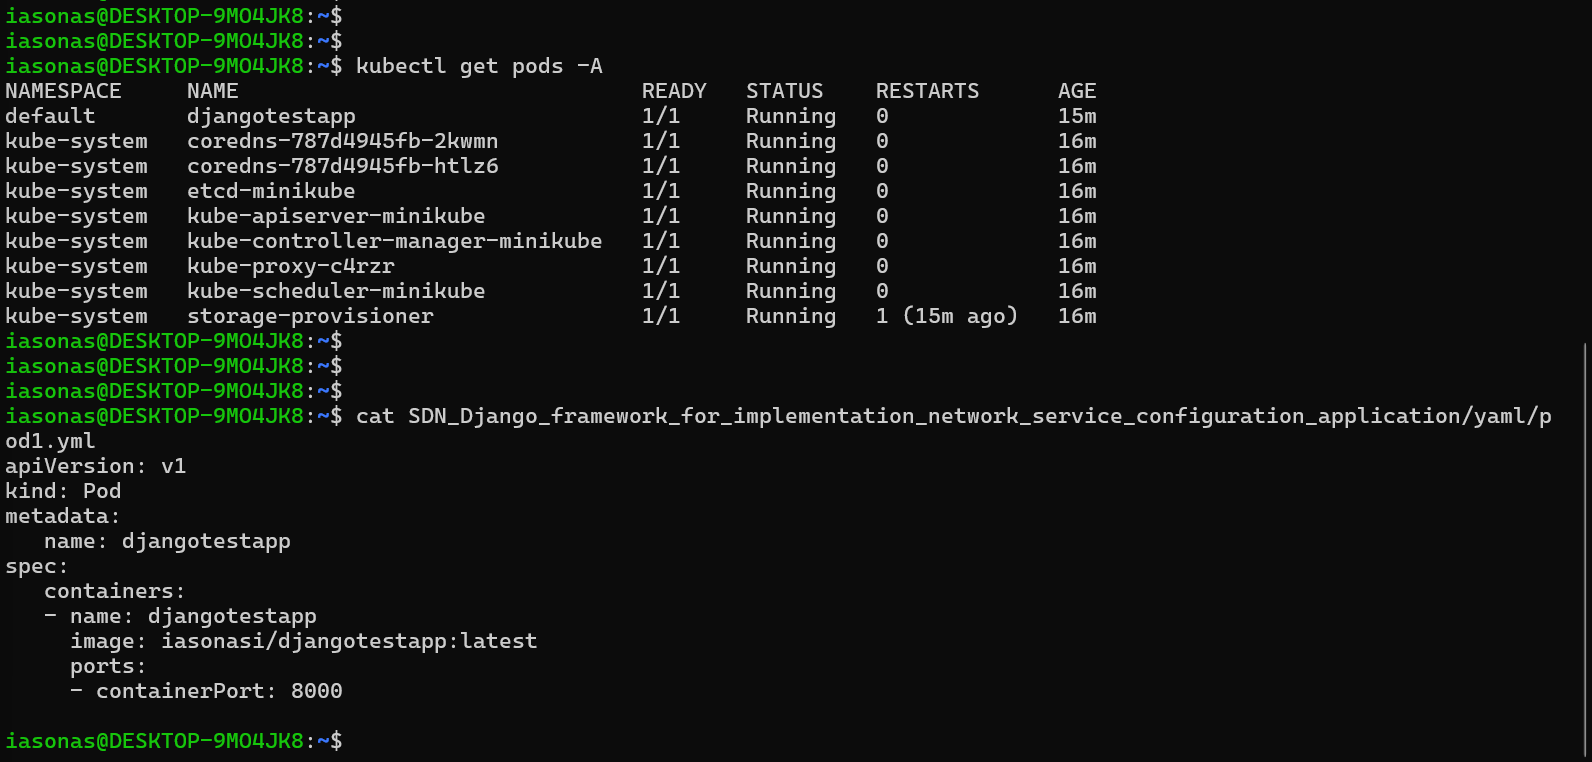 iasonas@DESKTOP-9MO4JK8:~$
iasonas@DESKTOP-9MO4JK8:~$
iasonas@DESKTOP-9MO4JK8:~$ kubectl get pods -A
NAMESPACE     NAME                               READY   STATUS    RESTARTS      AGE
default       djangotestapp                      1/1     Running   0             15m
kube-system   coredns-787d4945fb-2kwmn           1/1     Running   0             16m
kube-system   coredns-787d4945fb-htlz6           1/1     Running   0             16m
kube-system   etcd-minikube                      1/1     Running   0             16m
kube-system   kube-apiserver-minikube            1/1     Running   0             16m
kube-system   kube-controller-manager-minikube   1/1     Running   0             16m
kube-system   kube-proxy-c4rzr                   1/1     Running   0             16m
kube-system   kube-scheduler-minikube            1/1     Running   0             16m
kube-system   storage-provisioner                1/1     Running   1 (15m ago)   16m
iasonas@DESKTOP-9MO4JK8:~$
iasonas@DESKTOP-9MO4JK8:~$
iasonas@DESKTOP-9MO4JK8:~$
iasonas@DESKTOP-9MO4JK8:~$ cat SDN_Django_framework_for_implementation_network_service_configuration_application/yaml/p
od1.yml
apiVersion: v1
kind: Pod
metadata:
   name: djangotestapp
spec:
   containers:
   - name: djangotestapp
     image: iasonasi/djangotestapp:latest
     ports:
     - containerPort: 8000
iasonas@DESKTOP-9MO4JK8:~$